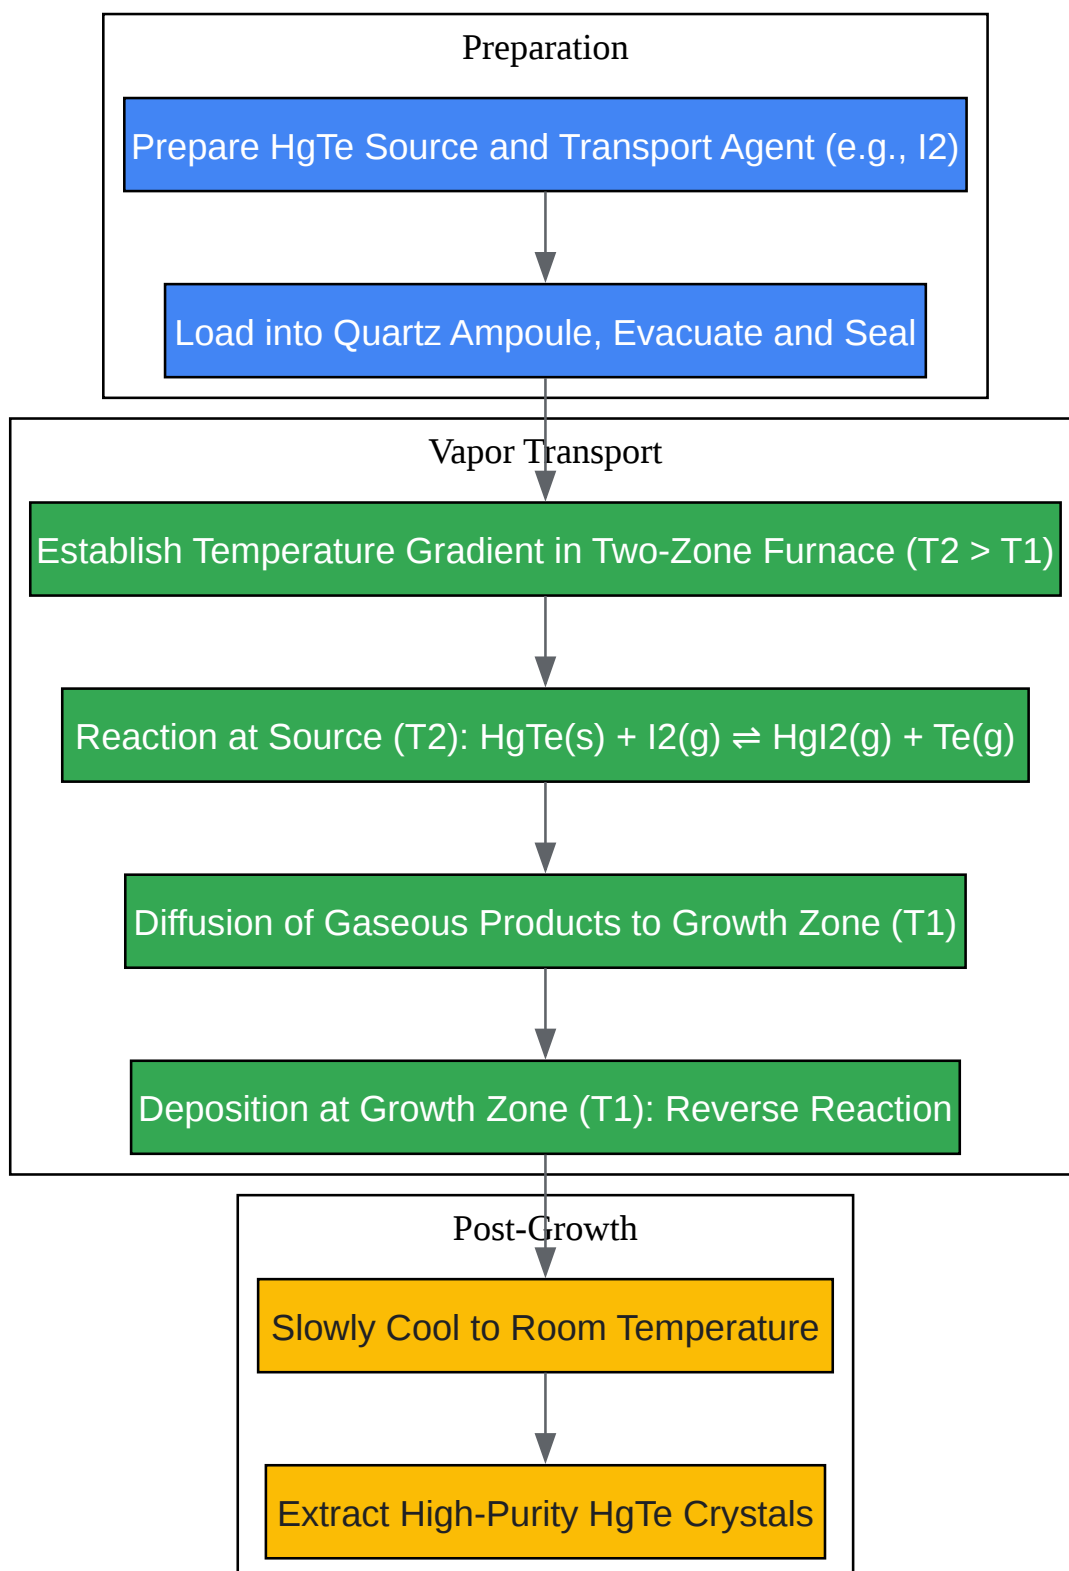 Preparation
Prepare HgTe Source and Transport Agent (e.g., I2)
Load into Quartz Ampoule, Evacuate and Seal
Vapor Transport
Establish Temperature Gradient in Two-Zone Furnace (T2 > T1)
Reaction at Source (T2): HgTe(s) + I2(g) ⇌ HgI2(g) + Te(g)
Diffusion of Gaseous Products to Growth Zone (T1)
Deposition at Growth Zone (T1): Reverse Reaction
Post-Growth
Slowly Cool to Room Temperature
Extract High-Purity HgTe Crystals